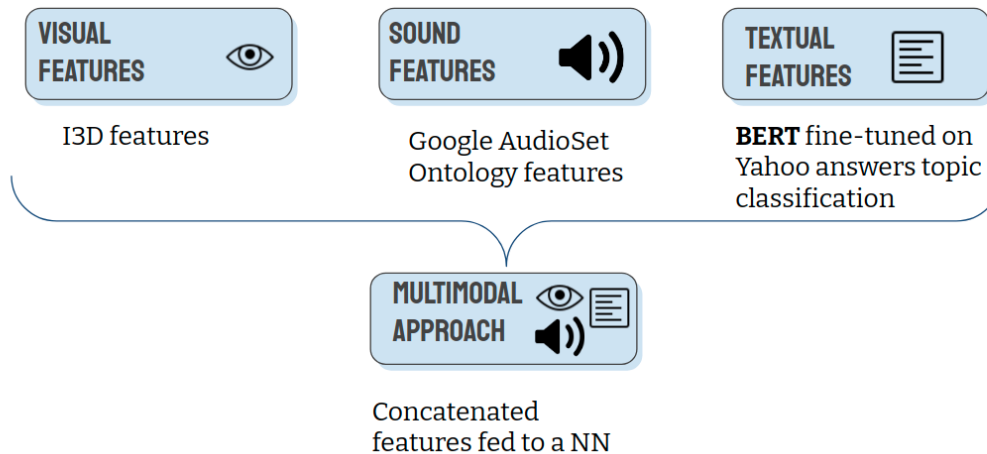 VISUAL
FEATURES
I3D features
SOUND
FEATURES
Google AudioSet
Ontology features
TEXTUAL
FEATURES
BERT fine-tuned on
Yahoo answers topic
classification
MULTIMODAL
APPROACH
Concatenated
features fed to a NN